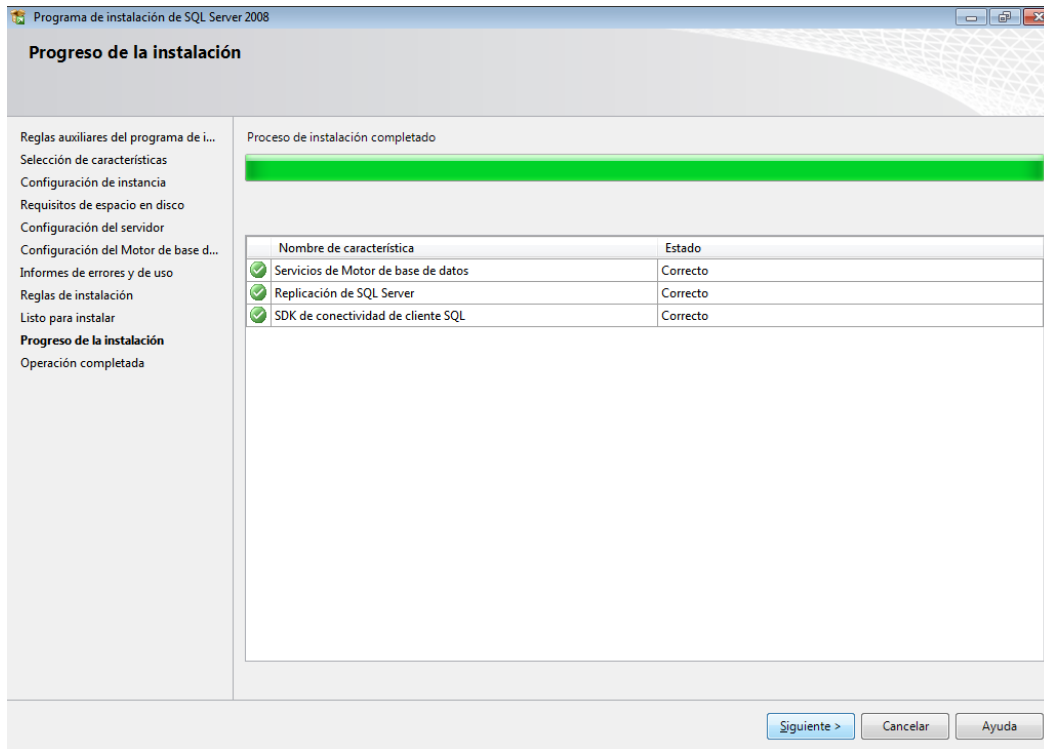 Programa de instalación de SQL Server 2008
Progreso de la instalación
Reglas auxiliares del programa de i...
Selección de características
Configuración de instancia
Requisitos de espacio en disco
Configuración del servidor
Configuración del Motor de base d...
Informes de errores y de uso
Reglas de instalación
Listo para instalar
Progreso de la instalación
Operación completada
Proceso de instalación completado
Nombre de característica Estado
Servicios de Motor de base de datos Correcto
Replicación de SQL Server Correcto
SDK de conectividad de cliente SQL Correcto
Siguiente > Cancelar Ayuda